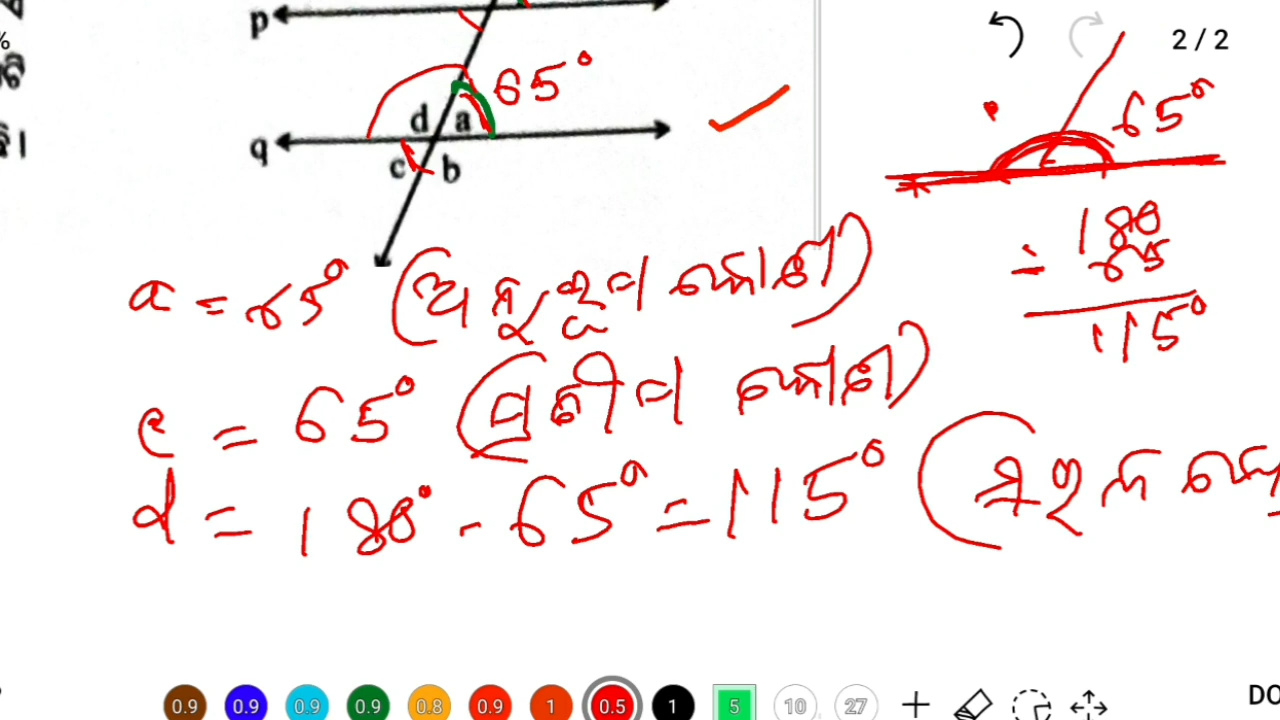 p
2 / 2
65°
65°
d a
q
c b
180
- 65
115°
a = 65° (ଅନୁରୂପ କୋଣ)
c = 65° (ପ୍ରତୀପ କୋଣ)
d = 180° - 65° = 115° (
0.9 0.9 0.9 0.9 0.8 0.9 1 0.5 1 5 10 27
DO